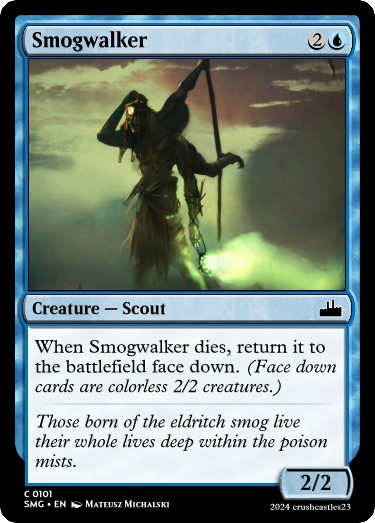 Smogwalker 2
Creature — Scout
When Smogwalker dies, return it to
the battlefield face down. (Face down
cards are colorless 2/2 creatures.)
Those born of the eldritch smog live
their whole lives deep within the poison
mists.
2/2
C 0101
SMG • EN Mateusz Michalski
2024 crushcastles23